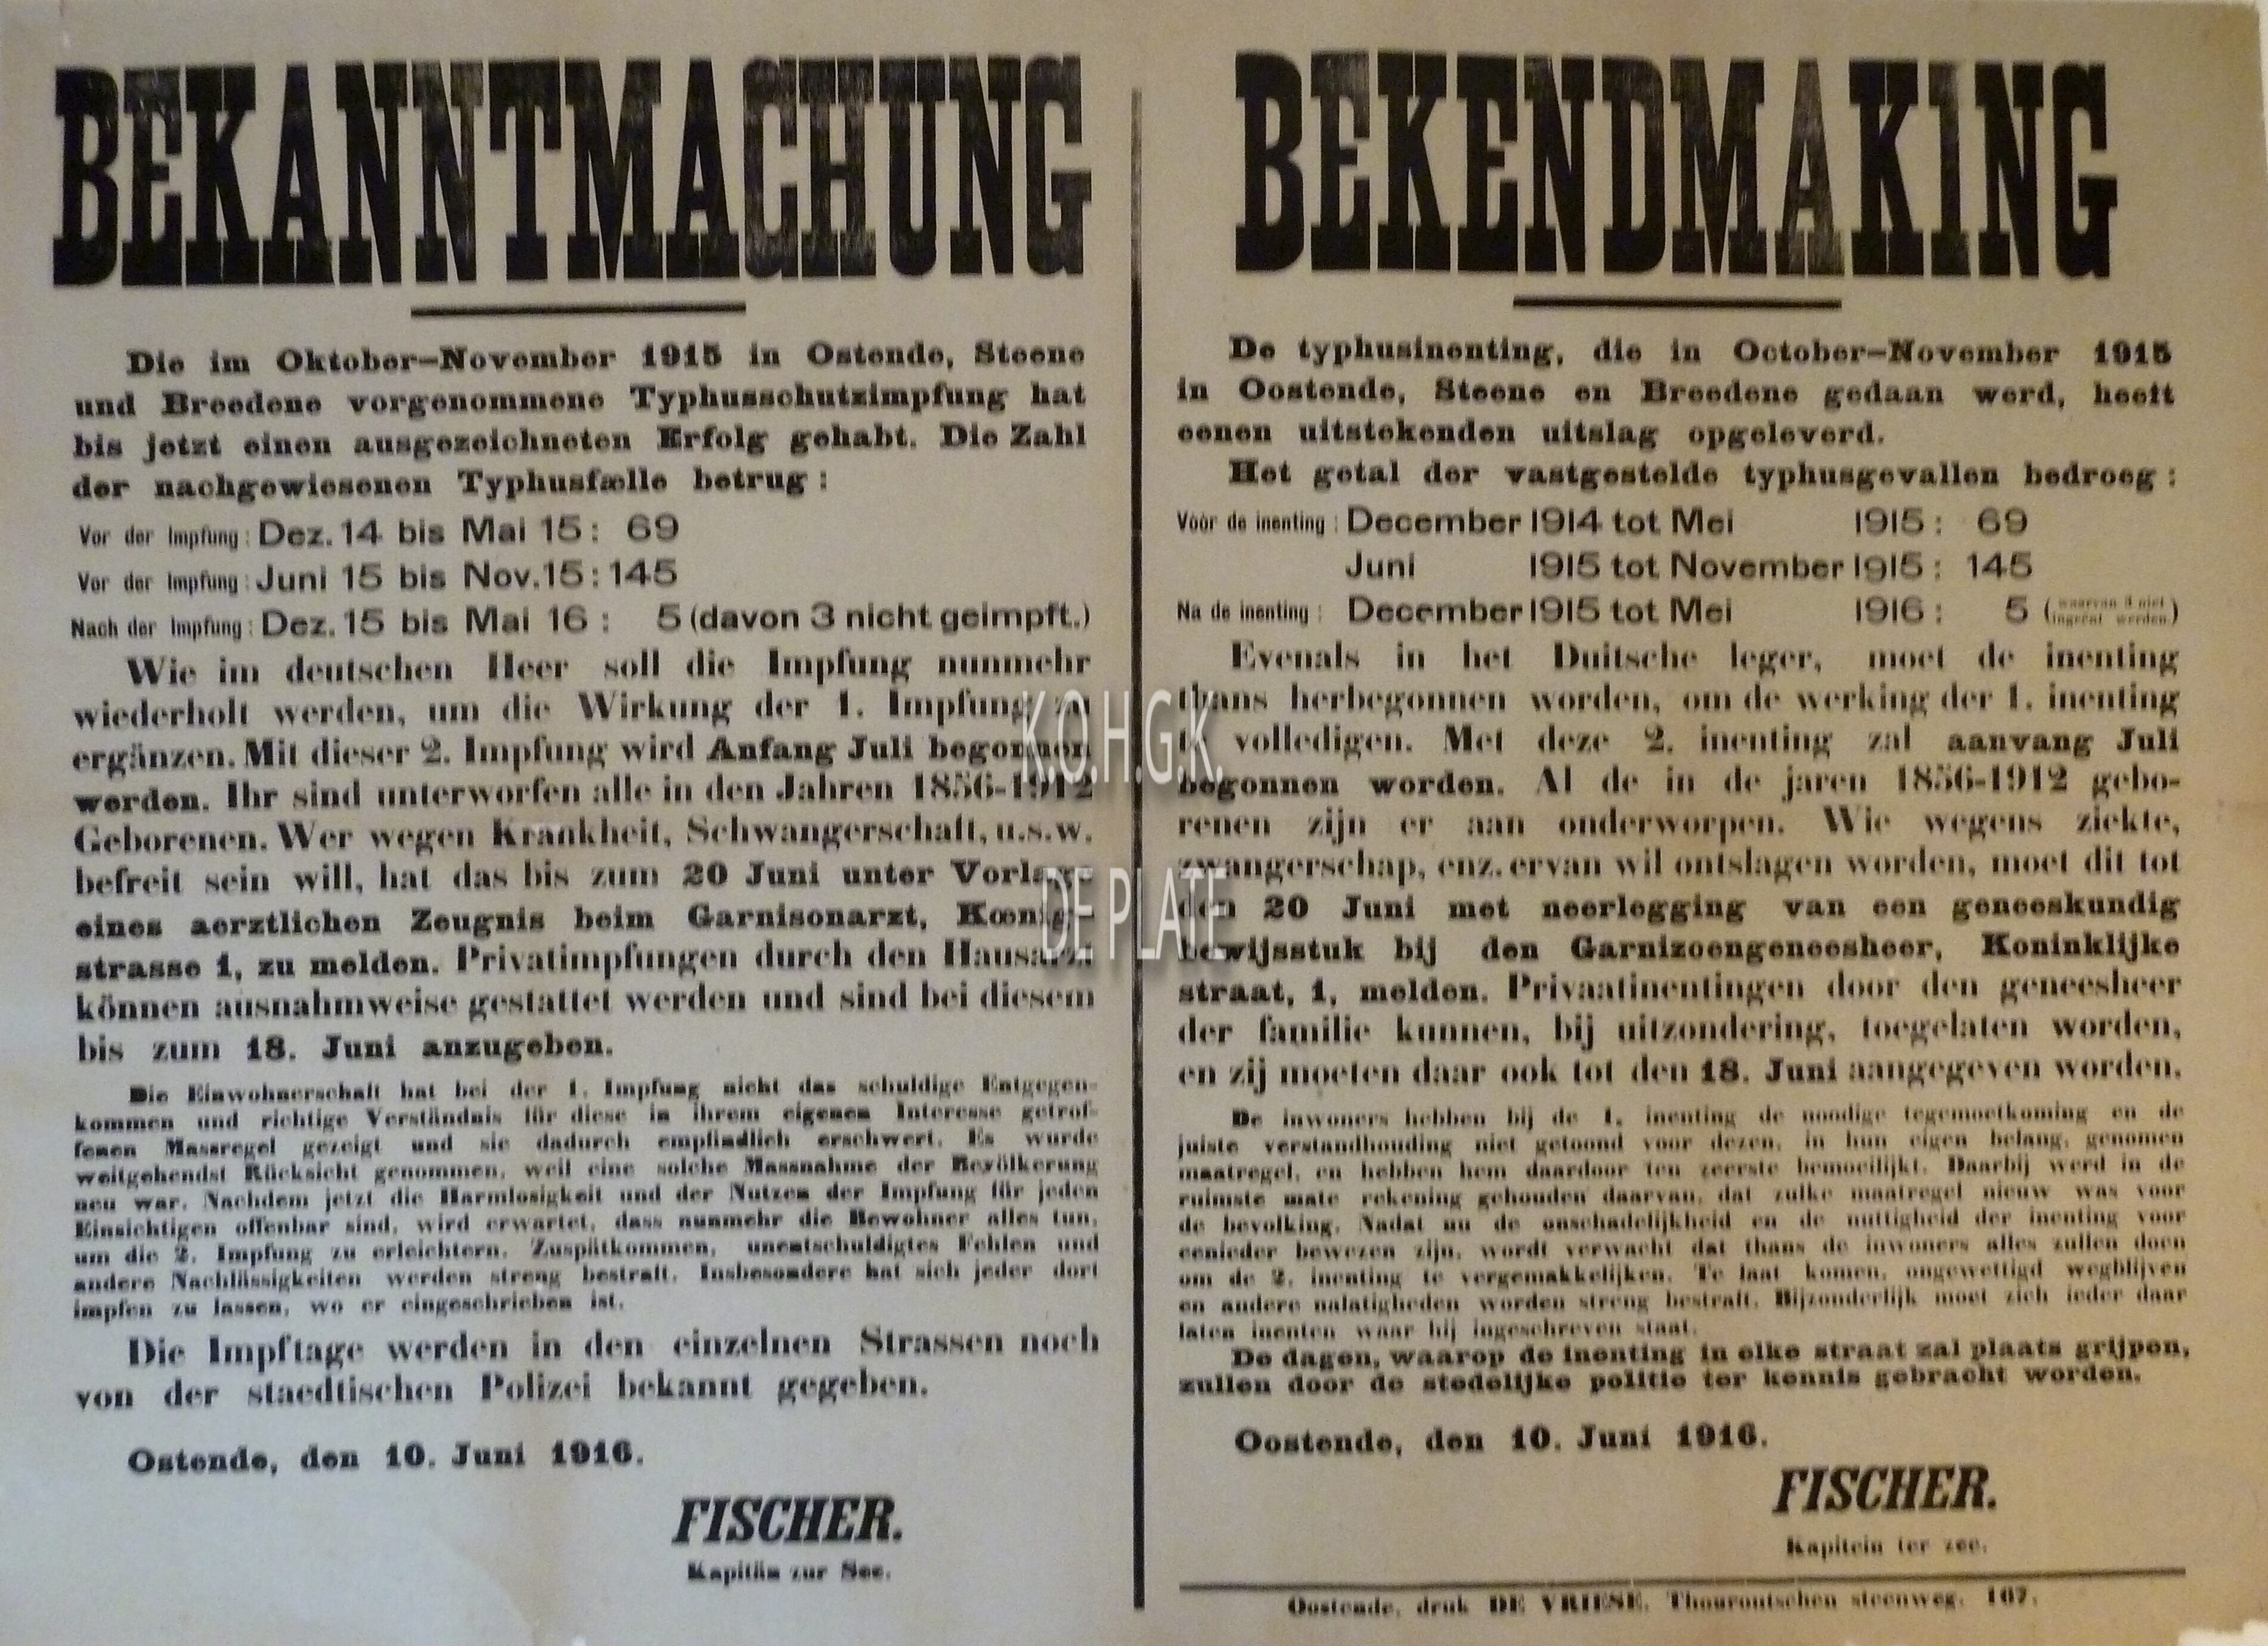 BEKANNTMACHUNG
Die im Oktober-November 1915 in Ostende, Steene
und Breedene vorgenommene Typhusschutzimpfung hat
bis jetzt einen ausgezeichneten Erfolg gehabt. Die Zahl
der nachgewiesenen Typhusfælle betrug :
Vor der Impfung : Dez. 14 bis Mai 15 : 69
Vor der Impfung : Juni 15 bis Nov. 15 : 145
Nach der Impfung : Dez. 15 bis Mai 16 : 5 (davon 3 nicht geimpft.)
Wie im deutschen Heer soll die Impfung nunmehr
wiederholt werden, um die Wirkung der 1. Impfung zu
ergänzen. Mit dieser 2. Impfung wird Anfang Juli begonnen
werden. Ihr sind unterworfen alle in den Jahren 1856-1912
Geborenen. Wer wegen Krankheit, Schwangerschaft, u.s.w.
befreit sein will, hat das bis zum 20 Juni unter Vorlage
eines aerztlichen Zeugnis beim Garnisonarzt, Kœnig-
strasse 1, zu melden. Privatimpfungen durch den Hausarzt
können ausnahmweise gestattet werden und sind bei diesem
bis zum 18. Juni anzugeben.
Die Einwohnerschaft hat bei der 1. Impfung nicht das schuldige Entgegen-
kommen und richtige Verständnis für diese in ihrem eigenen Interesse getrof-
fenen Massregel gezeigt und sie dadurch empfindlich erschwert. Es wurde
weitgehendst Rücksicht genommen, weil eine solche Massnahme der Bevölkerung
neu war. Nachdem jetzt die Harmlosigkeit und der Nutzen der Impfung für jeden
Einsichtigen offenbar sind, wird erwartet, dass nunmehr die Bewohner alles tun,
um die 2. Impfung zu erleichtern. Zuspätkommen, unentschuldigtes Fehlen und
andere Nachlässigkeiten werden streng bestraft. Insbesondere hat sich jeder dort
impfen zu lassen, wo er eingeschrieben ist.
Die Impftage werden in den einzelnen Strassen noch
von der staedtischen Polizei bekannt gegeben.
Ostende, den 10. Juni 1916.
FISCHER.
Kapitän zur See.
BEKENDMAKING
De typhusinenting, die in October-November 1915
in Oostende, Steene en Breedene gedaan werd, heeft
eenen uitstekenden uitslag opgeleverd.
Het getal der vastgestelde typhusgevallen bedroeg :
Vóór de inenting : December 1914 tot Mei 1915 : 69
Juni 1915 tot November 1915 : 145
Na de inenting : December 1915 tot Mei 1916 : 5 (waarvan 3 niet ingeënt werden.)
Evenals in het Duitsche leger, moet de inenting
thans herbegonnen worden, om de werking der 1. inenting
te volledigen. Met deze 2. inenting zal aanvang Juli
begonnen worden. Al de in de jaren 1856-1912 gebo-
renen zijn er aan onderworpen. Wie wegens ziekte,
zwangerschap, enz. ervan wil ontslagen worden, moet dit tot
den 20 Juni met neerlegging van een geneeskundig
bewijsstuk bij den Garnizoengeneesheer, Koninklijke
straat, 1, melden. Privaatinentingen door den geneesheer
der familie kunnen, bij uitzondering, toegelaten worden,
en zij moeten daar ook tot den 18. Juni aangegeven worden.
De inwoners hebben bij de 1. inenting de noodige tegemoetkoming en de
juiste verstandhouding niet getoond voor dezen, in hun eigen belang, genomen
maatregel, en hebben hem daardoor ten zeerste bemoeilijkt. Daarbij werd in de
ruimste mate rekening gehouden daarvan, dat zulke maatregel nieuw was voor
de bevolking. Nadat nu de onschadelijkheid en de nuttigheid der inenting voor
eenieder bewezen zijn, wordt verwacht dat thans de inwoners alles zullen doen
om de 2. inenting te vergemakkelijken. Te laat komen, ongewettigd wegblijven
en andere nalatigheden worden streng bestraft. Bijzonderlijk moet zich ieder daar
laten inenten waar hij ingeschreven staat.
De dagen, waarop de inenting in elke straat zal plaats grijpen,
zullen door de stedelijke politie ter kennis gebracht worden.
Oostende, den 10. Juni 1916.
FISCHER.
Kapitein ter zee.
Oostende, druk DE VRIESE, Thouroutschen steenweg, 167.
K.O.H.G.K.
DE PLATE